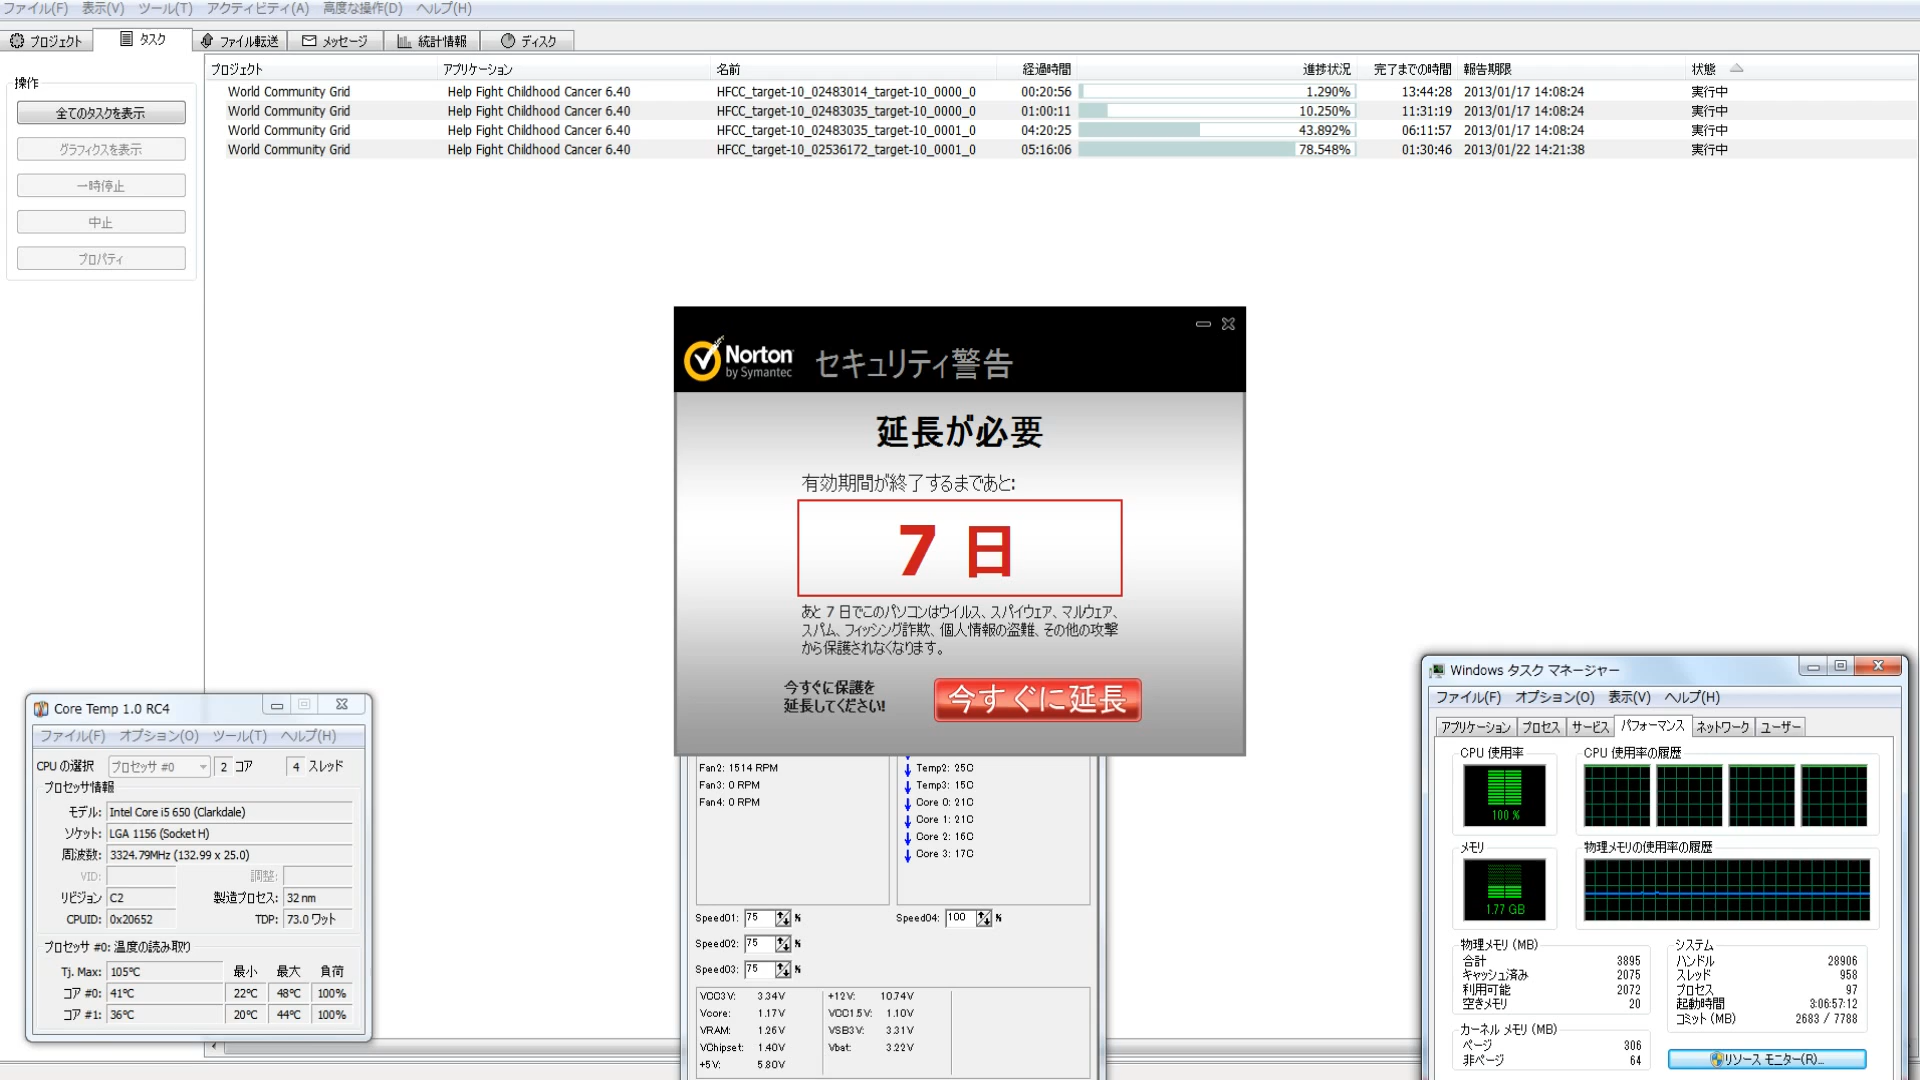 ファイル(F) 表示(V) ツール(T) アクティビティ(A) 高度な操作(D) ヘルプ(H)
プロジェクト タスク ファイル転送 メッセージ 統計情報 ディスク
操作
全てのタスクを表示
グラフィクスを表示
一時停止
中止
プロパティ
プロジェクト アプリケーション 名前 経過時間 進捗状況 完了までの時間 報告期限 状態
World Community Grid Help Fight Childhood Cancer 6.40 HFCC_target-10_02483014_target-10_0000_0 00:20:56 1.290% 13:44:28 2013/01/17 14:08:24 実行中
World Community Grid Help Fight Childhood Cancer 6.40 HFCC_target-10_02483035_target-10_0000_0 01:00:11 10.250% 11:31:19 2013/01/17 14:08:24 実行中
World Community Grid Help Fight Childhood Cancer 6.40 HFCC_target-10_02483035_target-10_0001_0 04:20:25 43.892% 06:11:57 2013/01/17 14:08:24 実行中
World Community Grid Help Fight Childhood Cancer 6.40 HFCC_target-10_02536172_target-10_0001_0 05:16:06 78.548% 01:30:46 2013/01/22 14:21:38 実行中
Norton by Symantec セキュリティ警告
延長が必要
有効期間が終了するまであと:
7 日
あと 7 日でこのパソコンはウイルス、スパイウェア、マルウェア、
スパム、フィッシング詐欺、個人情報の盗難、その他の攻撃
から保護されなくなります。
今すぐに保護を
延長してください!
今すぐに延長
Core Temp 1.0 RC4
ファイル(F) オプション(O) ツール(T) ヘルプ(H)
CPU の選択 プロセッサ #0 2 コア 4 スレッド
プロセッサ情報
モデル: Intel Core i5 650 (Clarkdale)
ソケット: LGA 1156 (Socket H)
周波数: 3324.79MHz (132.99 x 25.0)
VID: 調整:
リビジョン C2 製造プロセス: 32 nm
CPUID: 0x20652 TDP: 73.0 ワット
プロセッサ #0: 温度の読み取り
Tj. Max: 105℃ 最小 最大 負荷
コア #0: 41℃ 22℃ 48℃ 100%
コア #1: 36℃ 20℃ 44℃ 100%
Fan2: 1514 RPM Temp2: 25C
Fan3: 0 RPM Temp3: 15C
Fan4: 0 RPM Core 0: 21C
Core 1: 21C
Core 2: 16C
Core 3: 17C
Speed01: 75 % Speed04: 100 %
Speed02: 75 %
Speed03: 75 %
VCC3V: 3.34V +12V: 10.74V
Vcore: 1.17V VCC1.5V: 1.10V
VRAM: 1.26V VSB3V: 3.31V
VChipset: 1.40V Vbat: 3.22V
+5V: 5.80V
Windows タスク マネージャー
ファイル(F) オプション(O) 表示(V) ヘルプ(H)
アプリケーション プロセス サービス パフォーマンス ネットワーク ユーザー
CPU 使用率 CPU 使用率の履歴
100 %
メモリ 物理メモリの使用率の履歴
1.77 GB
物理メモリ (MB)
合計 3895
キャッシュ済み 2075
利用可能 2072
空きメモリ 20
カーネル メモリ (MB)
ページ 306
非ページ 64
システム
ハンドル 28906
スレッド 958
プロセス 97
起動時間 3:06:57:12
コミット (MB) 2683 / 7788
リソース モニター(R)...